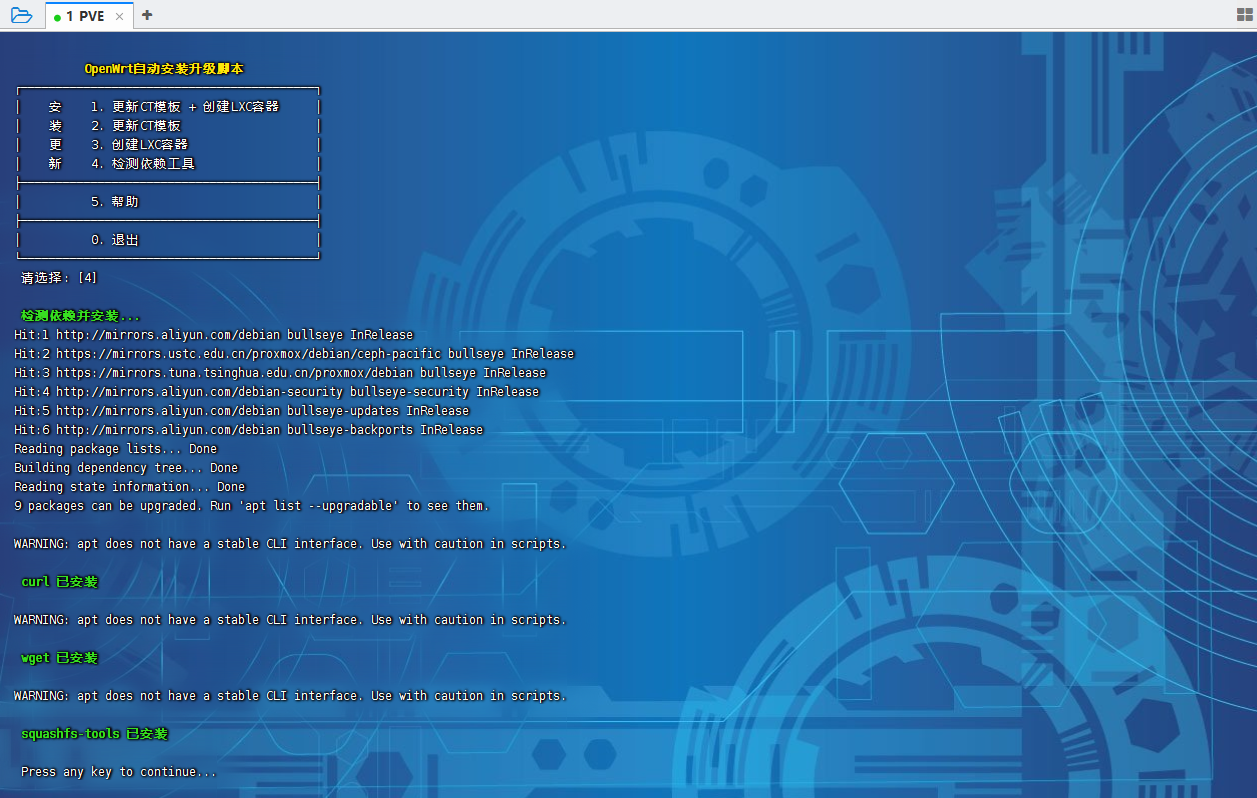 1 PVE
OpenWrt自动安装升级脚本
安 1. 更新CT模板 + 创建LXC容器
装 2. 更新CT模板
更 3. 创建LXC容器
新 4. 检测依赖工具
5. 帮助
0. 退出
请选择: [4]
检测依赖并安装...
Hit:1 http://mirrors.aliyun.com/debian bullseye InRelease
Hit:2 https://mirrors.ustc.edu.cn/proxmox/debian/ceph-pacific bullseye InRelease
Hit:3 https://mirrors.tuna.tsinghua.edu.cn/proxmox/debian bullseye InRelease
Hit:4 http://mirrors.aliyun.com/debian-security bullseye-security InRelease
Hit:5 http://mirrors.aliyun.com/debian bullseye-updates InRelease
Hit:6 http://mirrors.aliyun.com/debian bullseye-backports InRelease
Reading package lists... Done
Building dependency tree... Done
Reading state information... Done
9 packages can be upgraded. Run 'apt list --upgradable' to see them.
WARNING: apt does not have a stable CLI interface. Use with caution in scripts.
curl 已安装
WARNING: apt does not have a stable CLI interface. Use with caution in scripts.
wget 已安装
WARNING: apt does not have a stable CLI interface. Use with caution in scripts.
squashfs-tools 已安装
Press any key to continue...